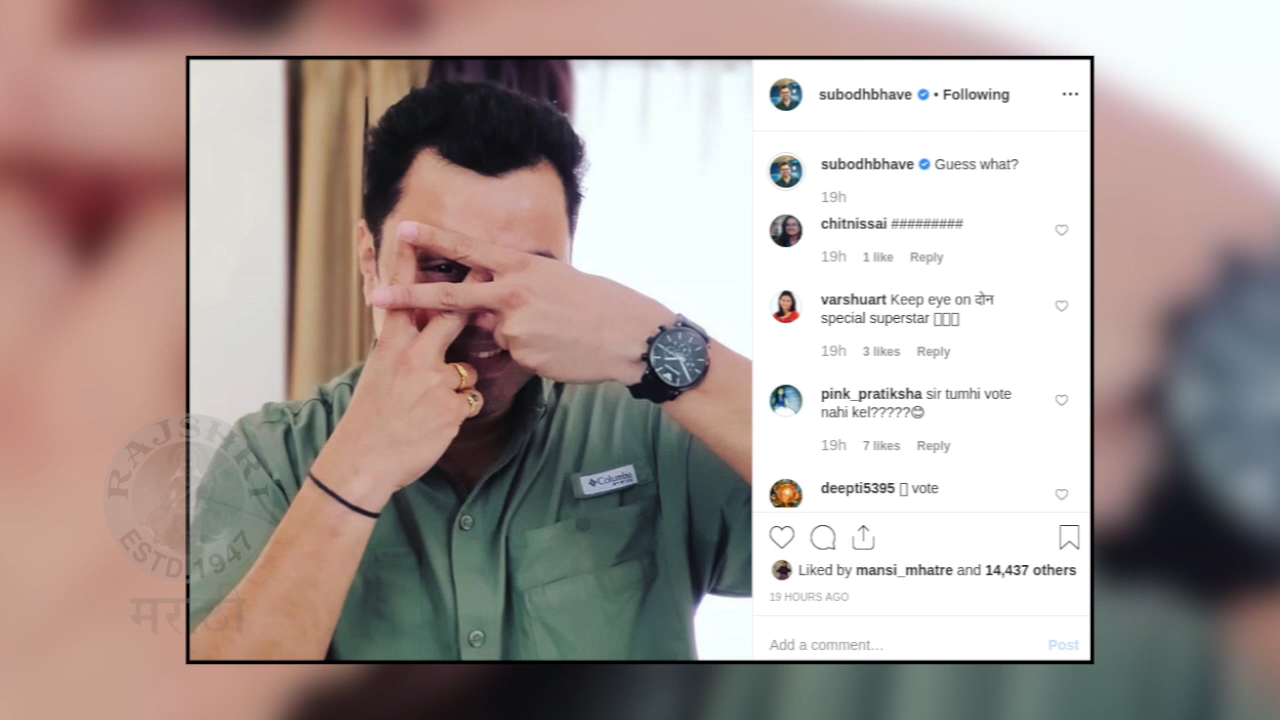 subodhbhave • Following
subodhbhave Guess what?
19h
chitnissai #########
19h 1 like Reply
varshuart Keep eye on दोन
special superstar
19h 3 likes Reply
pink_pratiksha sir tumhi vote
nahi kel?????😊
19h 7 likes Reply
deepti5395 vote
Liked by mansi_mhatre and 14,437 others
19 HOURS AGO
Add a comment... Post
Columbia
RAJSHRI
ESTD. 1947
मराठी